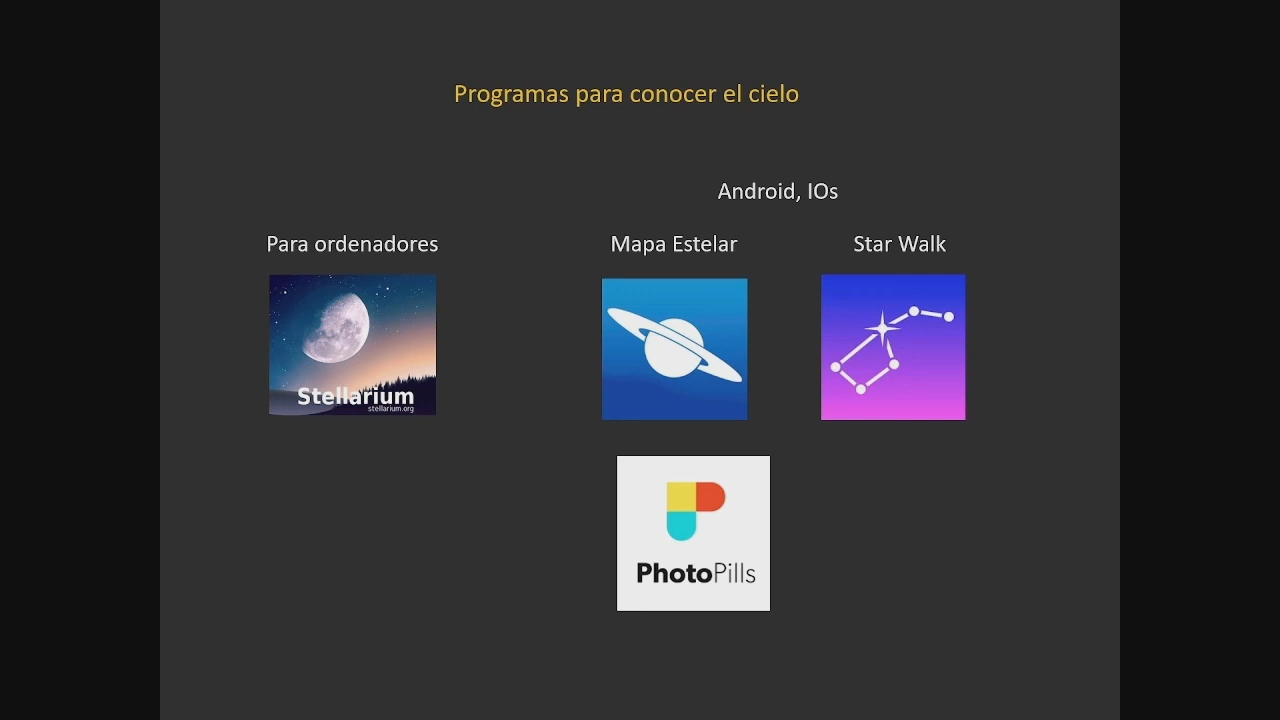 Programas para conocer el cielo
Android, IOs
Para ordenadores
Mapa Estelar
Star Walk
Stellarium
stellarium.org
PhotoPills